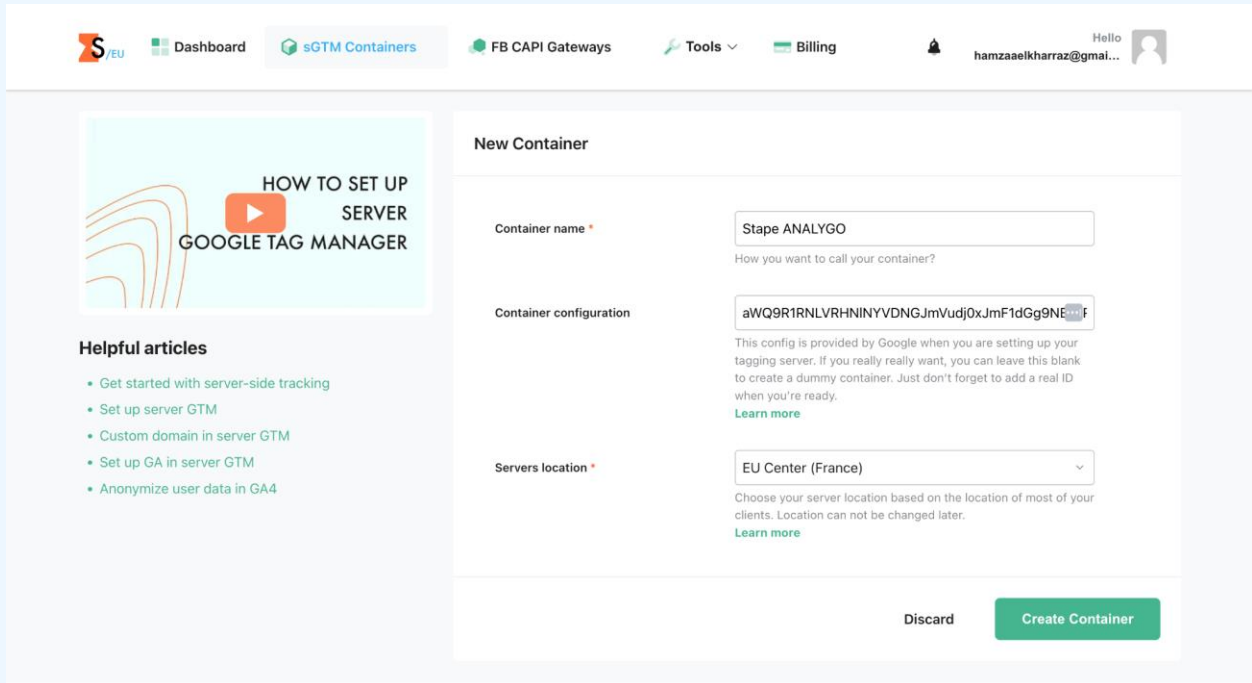 S/EU
Dashboard
sGTM Containers
FB CAPI Gateways
Tools
Billing
Hello
hamzaaelkharraz@gmai...
HOW TO SET UP
SERVER
GOOGLE TAG MANAGER
Helpful articles
• Get started with server-side tracking
• Set up server GTM
• Custom domain in server GTM
• Set up GA in server GTM
• Anonymize user data in GA4
New Container
Container name *
Stape ANALYGO
How you want to call your container?
Container configuration
This config is provided by Google when you are setting up your
tagging server. If you really really want, you can leave this blank
to create a dummy container. Just don't forget to add a real ID
when you're ready.
Learn more
Servers location *
EU Center (France)
Choose your server location based on the location of most of your
clients. Location can not be changed later.
Learn more
Discard
Create Container